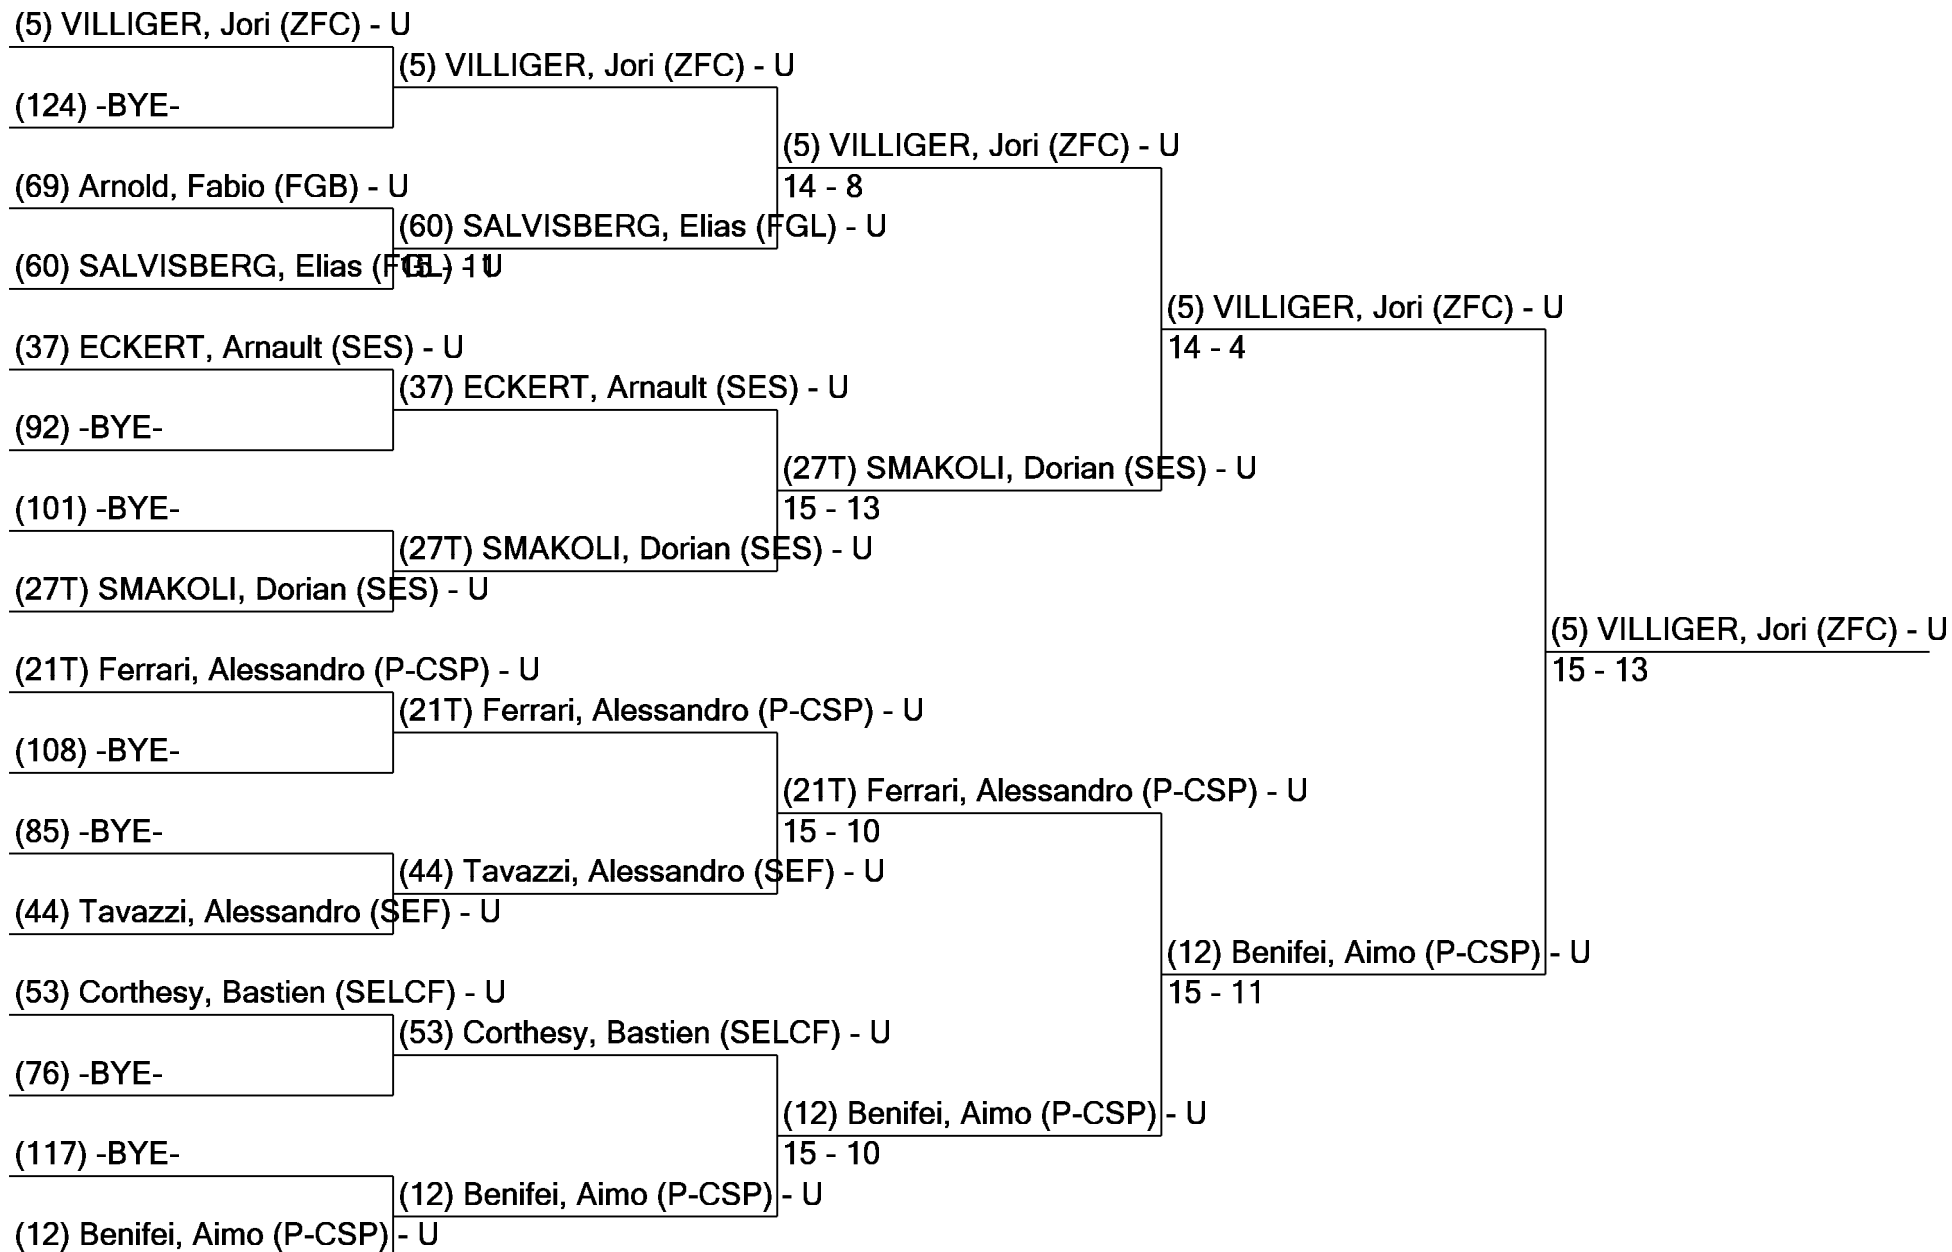 (5) VILLIGER, Jori (ZFC) - U
(5) VILLIGER, Jori (ZFC) - U
(124) -BYE-
(5) VILLIGER, Jori (ZFC) - U
(69) Arnold, Fabio (FGB) - U
14 - 8
(60) SALVISBERG, Elias (FGL) - U
(60) SALVISBERG, Elias (FGL) - U
15 - 11
(5) VILLIGER, Jori (ZFC) - U
(37) ECKERT, Arnault (SES) - U
14 - 4
(37) ECKERT, Arnault (SES) - U
(92) -BYE-
(27T) SMAKOLI, Dorian (SES) - U
(101) -BYE-
15 - 13
(27T) SMAKOLI, Dorian (SES) - U
(27T) SMAKOLI, Dorian (SES) - U
(5) VILLIGER, Jori (ZFC) - U
(21T) Ferrari, Alessandro (P-CSP) - U
15 - 13
(21T) Ferrari, Alessandro (P-CSP) - U
(108) -BYE-
(21T) Ferrari, Alessandro (P-CSP) - U
(85) -BYE-
15 - 10
(44) Tavazzi, Alessandro (SEF) - U
(44) Tavazzi, Alessandro (SEF) - U
(12) Benifei, Aimo (P-CSP) - U
(53) Corthesy, Bastien (SELCF) - U
15 - 11
(53) Corthesy, Bastien (SELCF) - U
(76) -BYE-
(12) Benifei, Aimo (P-CSP) - U
(117) -BYE-
15 - 10
(12) Benifei, Aimo (P-CSP) - U
(12) Benifei, Aimo (P-CSP) - U